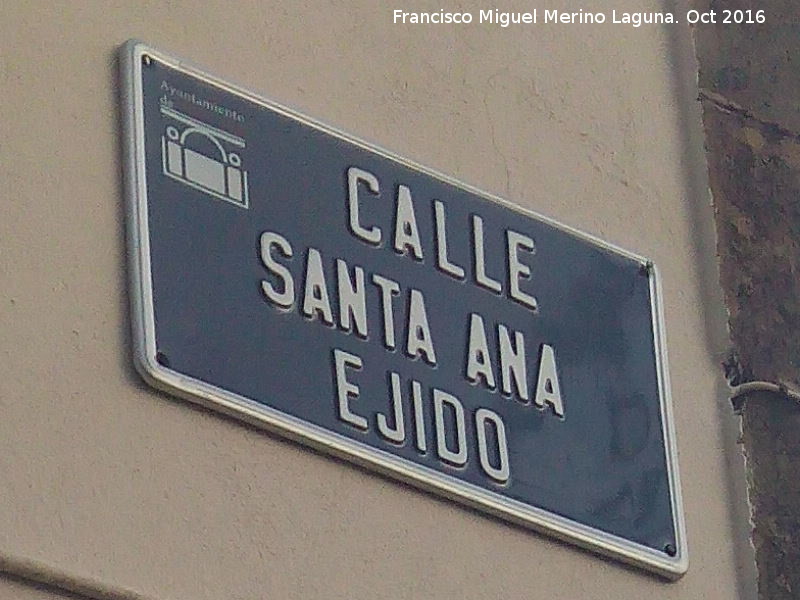 Francisco Miguel Merino Laguna. Oct 2016
Ayuntamiento
de
CALLE
SANTA ANA
EJIDO